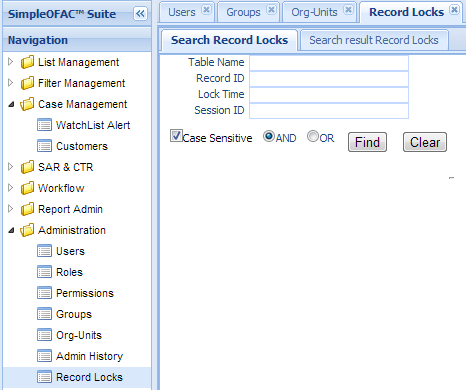 SimpleOFAC™ Suite
Navigation
List Management
Filter Management
Case Management
WatchList Alert
Customers
SAR & CTR
Workflow
Report Admin
Administration
Users
Roles
Permissions
Groups
Org-Units
Admin History
Record Locks
Users Groups Org-Units Record Locks
Search Record Locks Search result Record Locks
Table Name
Record ID
Lock Time
Session ID
Case Sensitive AND OR Find Clear